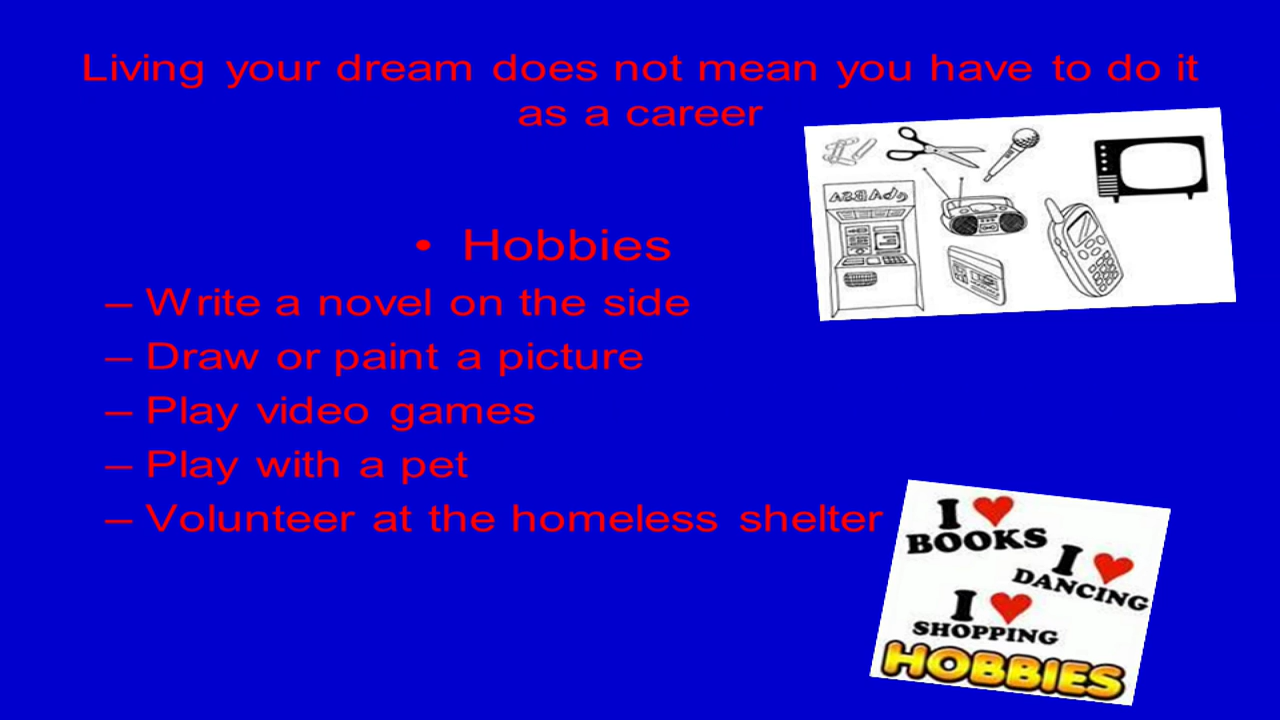 Living your dream does not mean you have to do it
as a career
• Hobbies
– Write a novel on the side
– Draw or paint a picture
– Play video games
– Play with a pet
– Volunteer at the homeless shelter
I ❤
BOOKS
I ❤
DANCING
I ❤
SHOPPING
HOBBIES